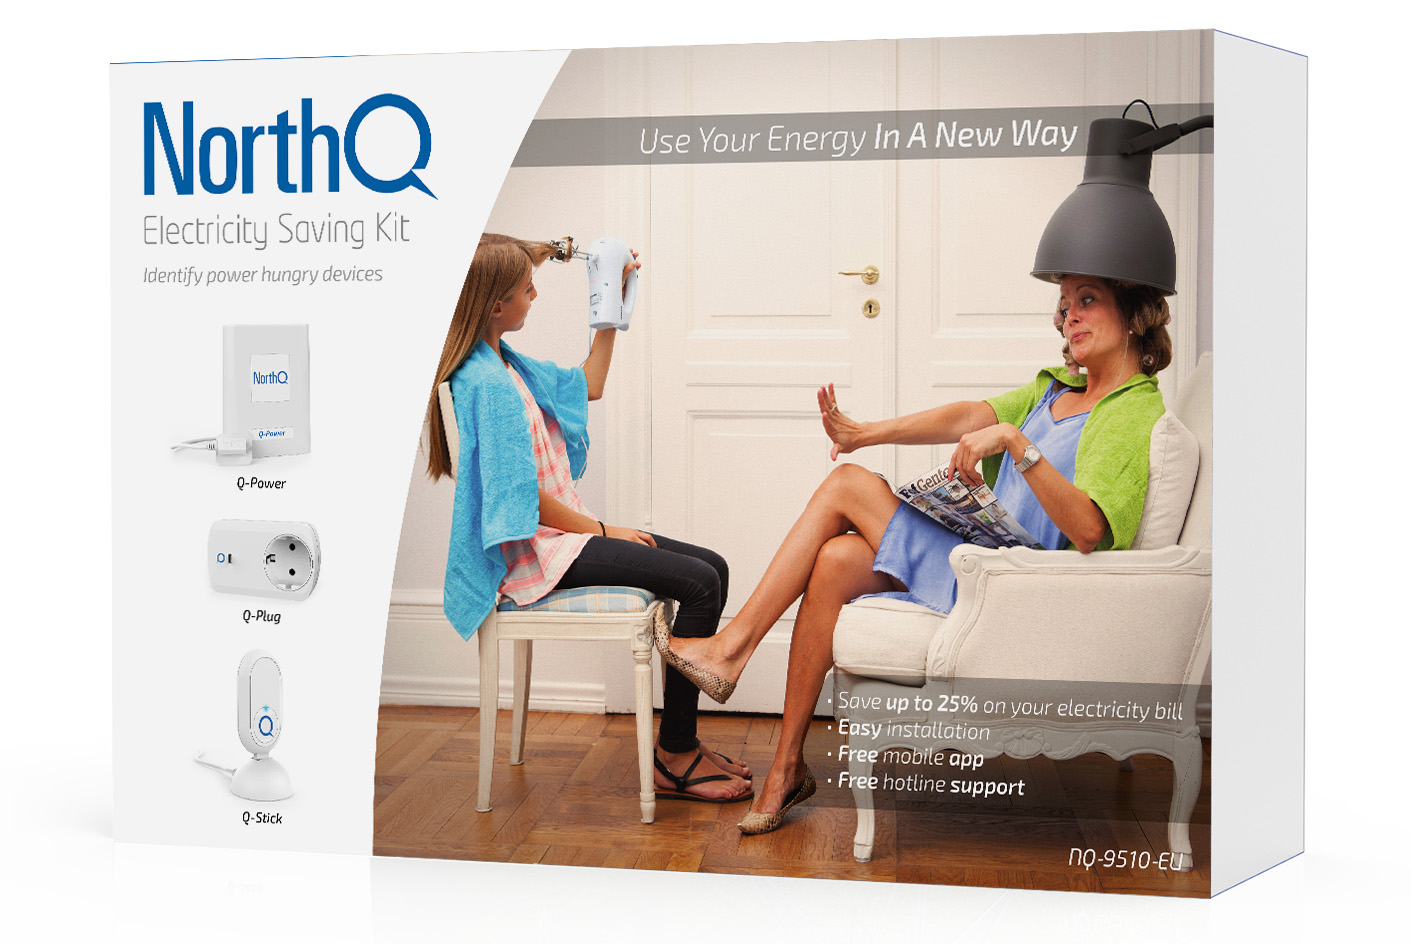 NorthQ
Electricity Saving Kit
Identify power hungry devices
NorthQ
Q-Power
Q-Power
Q-Plug
Q
Q-Stick
Use Your Energy In A New Way
· Save up to 25% on your electricity bill
· Easy installation
· Free mobile app
· Free hotline support
NQ-9510-EU